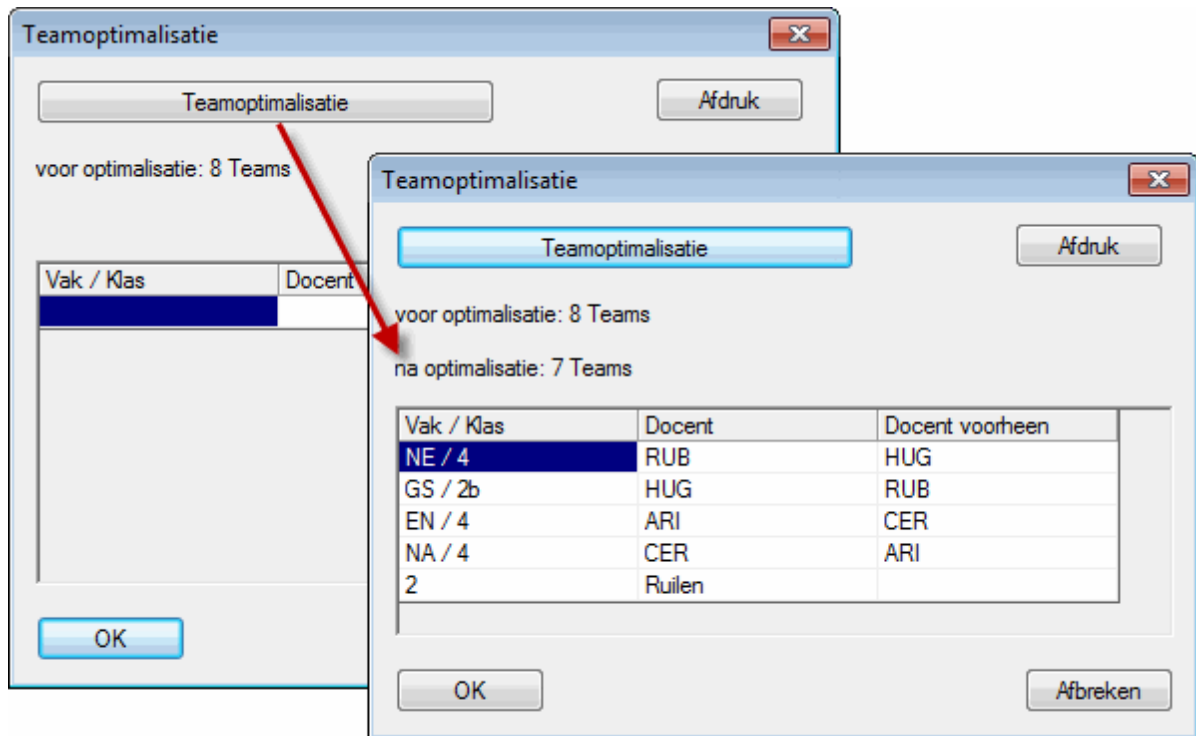 Teamoptimalisatie
Teamoptimalisatie Afdruk
voor optimalisatie: 8 Teams
Vak / Klas Docent
OK
Teamoptimalisatie
Teamoptimalisatie Afdruk
voor optimalisatie: 8 Teams
na optimalisatie: 7 Teams
Vak / Klas Docent Docent voorheen
NE / 4 RUB HUG
GS / 2b HUG RUB
EN / 4 ARI CER
NA / 4 CER ARI
2 Ruilen
OK Afbreken